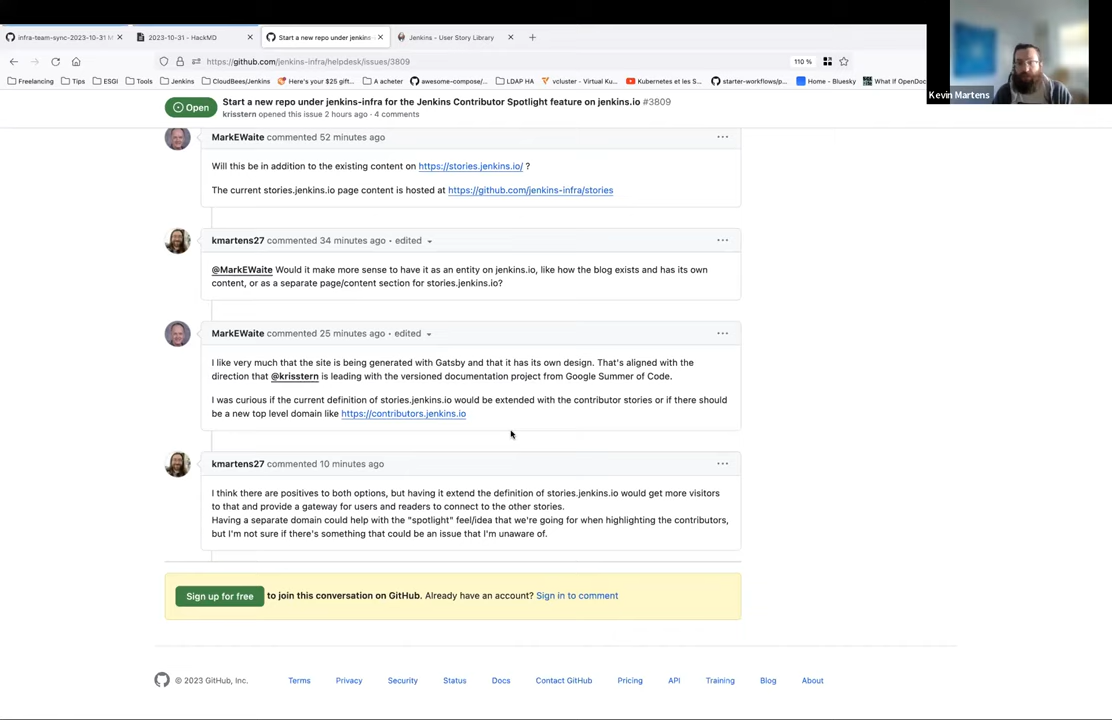 infra-team-sync-2023-10-31
2023-10-31 - HackMD
Start a new repo under jenkins-
Jenkins - User Story Library
https://github.com/jenkins-infra/helpdesk/issues/3809
110 %
Freelancing
Tips
ESGI
Tools
Jenkins
CloudBees/Jenkins
Here's your $25 gift...
A acheter
awesome-compose/...
LDAP HA
vcluster - Virtual Ku...
Kubernetes et les S...
starter-workflows/p...
Home - Bluesky
What if OpenDoc
Kevin Martens
Open
Start a new repo under jenkins-infra for the Jenkins Contributor Spotlight feature on jenkins.io #3809
krisstern opened this issue 2 hours ago · 4 comments
MarkEWaite commented 52 minutes ago
Will this be in addition to the existing content on https://stories.jenkins.io/ ?
The current stories.jenkins.io page content is hosted at https://github.com/jenkins-infra/stories
kmartens27 commented 34 minutes ago • edited
@MarkEWaite Would it make more sense to have it as an entity on jenkins.io, like how the blog exists and has its own
content, or as a separate page/content section for stories.jenkins.io?
MarkEWaite commented 25 minutes ago • edited
I like very much that the site is being generated with Gatsby and that it has its own design. That's aligned with the
direction that @krisstern is leading with the versioned documentation project from Google Summer of Code.
I was curious if the current definition of stories.jenkins.io would be extended with the contributor stories or if there should
be a new top level domain like https://contributors.jenkins.io
kmartens27 commented 10 minutes ago
I think there are positives to both options, but having it extend the definition of stories.jenkins.io would get more visitors
to that and provide a gateway for users and readers to connect to the other stories.
Having a separate domain could help with the "spotlight" feel/idea that we're going for when highlighting the contributors,
but I'm not sure if there's something that could be an issue that I'm unaware of.
Sign up for free to join this conversation on GitHub. Already have an account? Sign in to comment
© 2023 GitHub, Inc.
Terms
Privacy
Security
Status
Docs
Contact GitHub
Pricing
API
Training
Blog
About